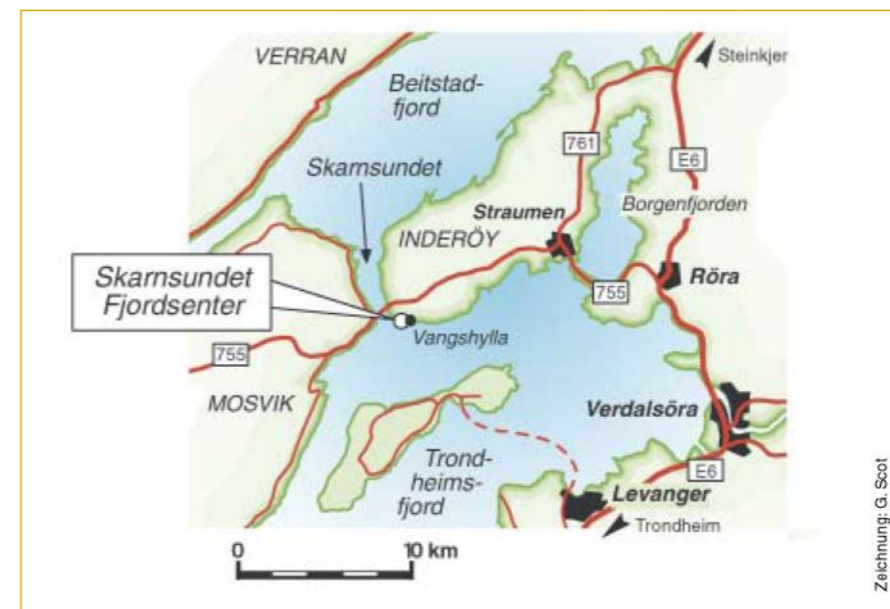 VERRAN
Beitstad-
fjord
Steinkjer
Skarnsundet
761
E6
Straumen
Borgenfjorden
INDERÖY
Skarnsundet
Fjordsenter
755
Röra
Vangshylla
755
MOSVIK
Verdalsöra
Trond-
heims-
fjord
E6
Levanger
Trondheim
0 10 km
Zeichnung: G. Scot